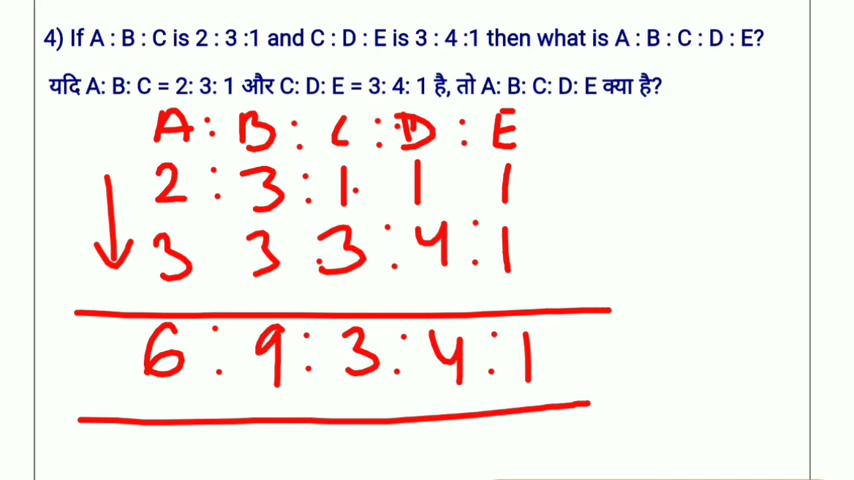 4) If A : B : C is 2 : 3 :1 and C : D : E is 3 : 4 :1 then what is A : B : C : D : E?
यदि A: B: C = 2: 3: 1 और C: D: E = 3: 4: 1 है, तो A: B: C: D: E क्या है?
A : B : C : D : E
2 : 3 : 1 1 1
3 3 3 : 4 : 1
6 : 9 : 3 : 4 : 1